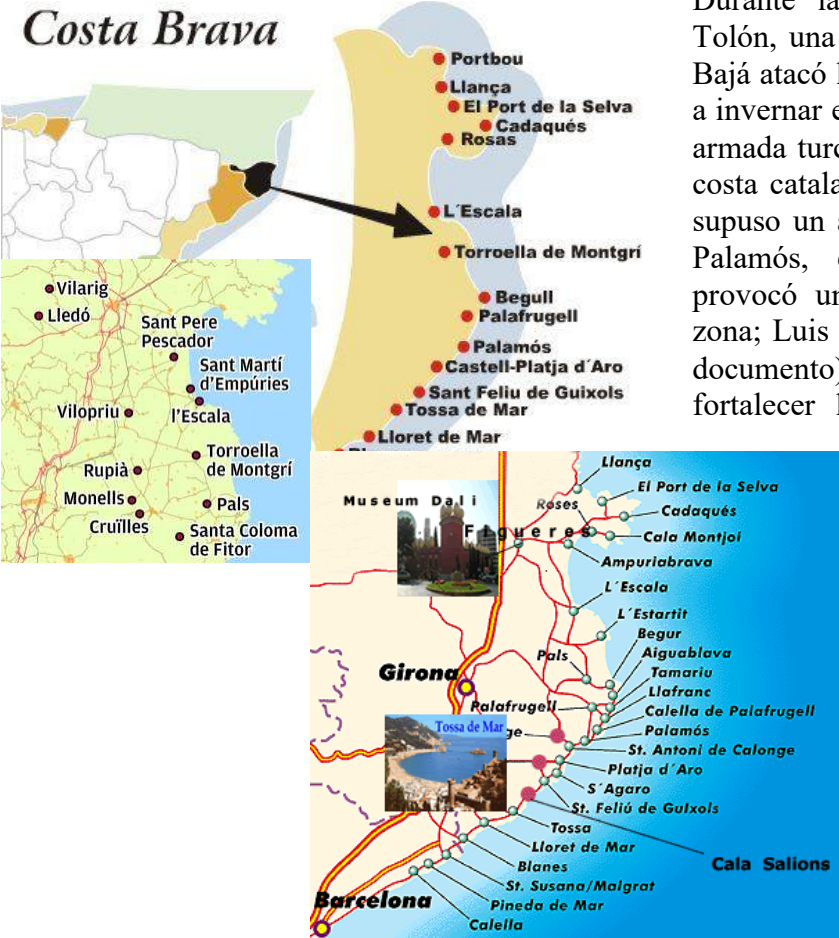 Costa Brava
Portbou
Llança
El Port de la Selva
Cadaqués
Rosas
L´Escala
Torroella de Montgrí
Begull
Palafrugell
Palamós
Castell-Platja d´Aro
Sant Feliu de Guixols
Tossa de Mar
Lloret de Mar
Tolón, una
Bajá atacó
a invernar
armada
costa
supuso un
Palamós,
provocó
zona; Luis
documento)
fortalecer
Vilarig
Lledó
Sant Pere
Pescador
Sant Martí
d'Empúries
Vilopriu
l'Escala
Torroella
de Montgrí
Rupià
Monells
Pals
Cruïlles
Santa Coloma
de Fitor
Llança
El Port de la Selva
Museum Dali
Roses
Cadaqués
Figueres
Cala Montjoi
Ampuriabrava
L´Escala
L´Estartit
Begur
Pals
Aiguablava
Girona
Tamariu
Llafranc
Palafrugell
Calella de Palafrugell
Tossa de Mar
Palamós
St. Antoni de Calonge
Platja d´Aro
S´Agaro
St. Feliú de Gulxols
Tossa
Lloret de Mar
Cala Salions
Blanes
St. Susana/Malgrat
Barcelona
Pineda de Mar
Calella